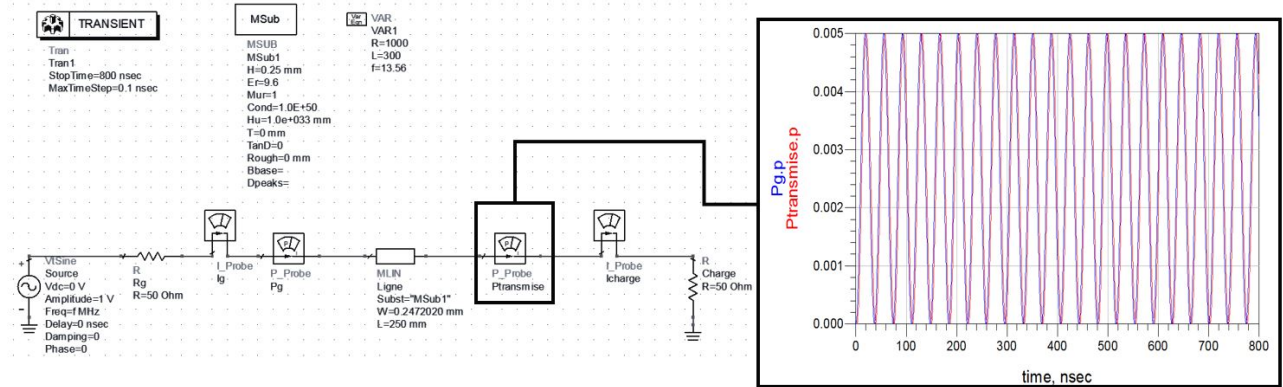 TRANSIENT
Tran
Tran1
StopTime=800 nsec
MaxTimeStep=0.1 nsec
MSub
MSUB
MSub1
H=0.25 mm
Er=9.6
Mur=1
Cond=1.0E+50
Hu=1.0e+033 mm
T=0 mm
TanD=0
Rough=0 mm
Bbase=
Dpeaks=
Var
Eqn
VAR
VAR1
R=1000
L=300
f=13.56
+
-
VtSine
Source
Vdc=0 V
Amplitude=1 V
Freq=f MHz
Delay=0 nsec
Damping=0
Phase=0
R
Rg
R=50 Ohm
I_Probe
Ig
P
P_Probe
Pg
MLIN
Ligne
Subst="MSub1"
W=0.2472020 mm
L=250 mm
P
P_Probe
Ptransmise
I_Probe
Icharge
R
Charge
R=50 Ohm
Pg.p
Ptransmise.p
0.005
0.004
0.003
0.002
0.001
0.000
0 100 200 300 400 500 600 700 800
time, nsec